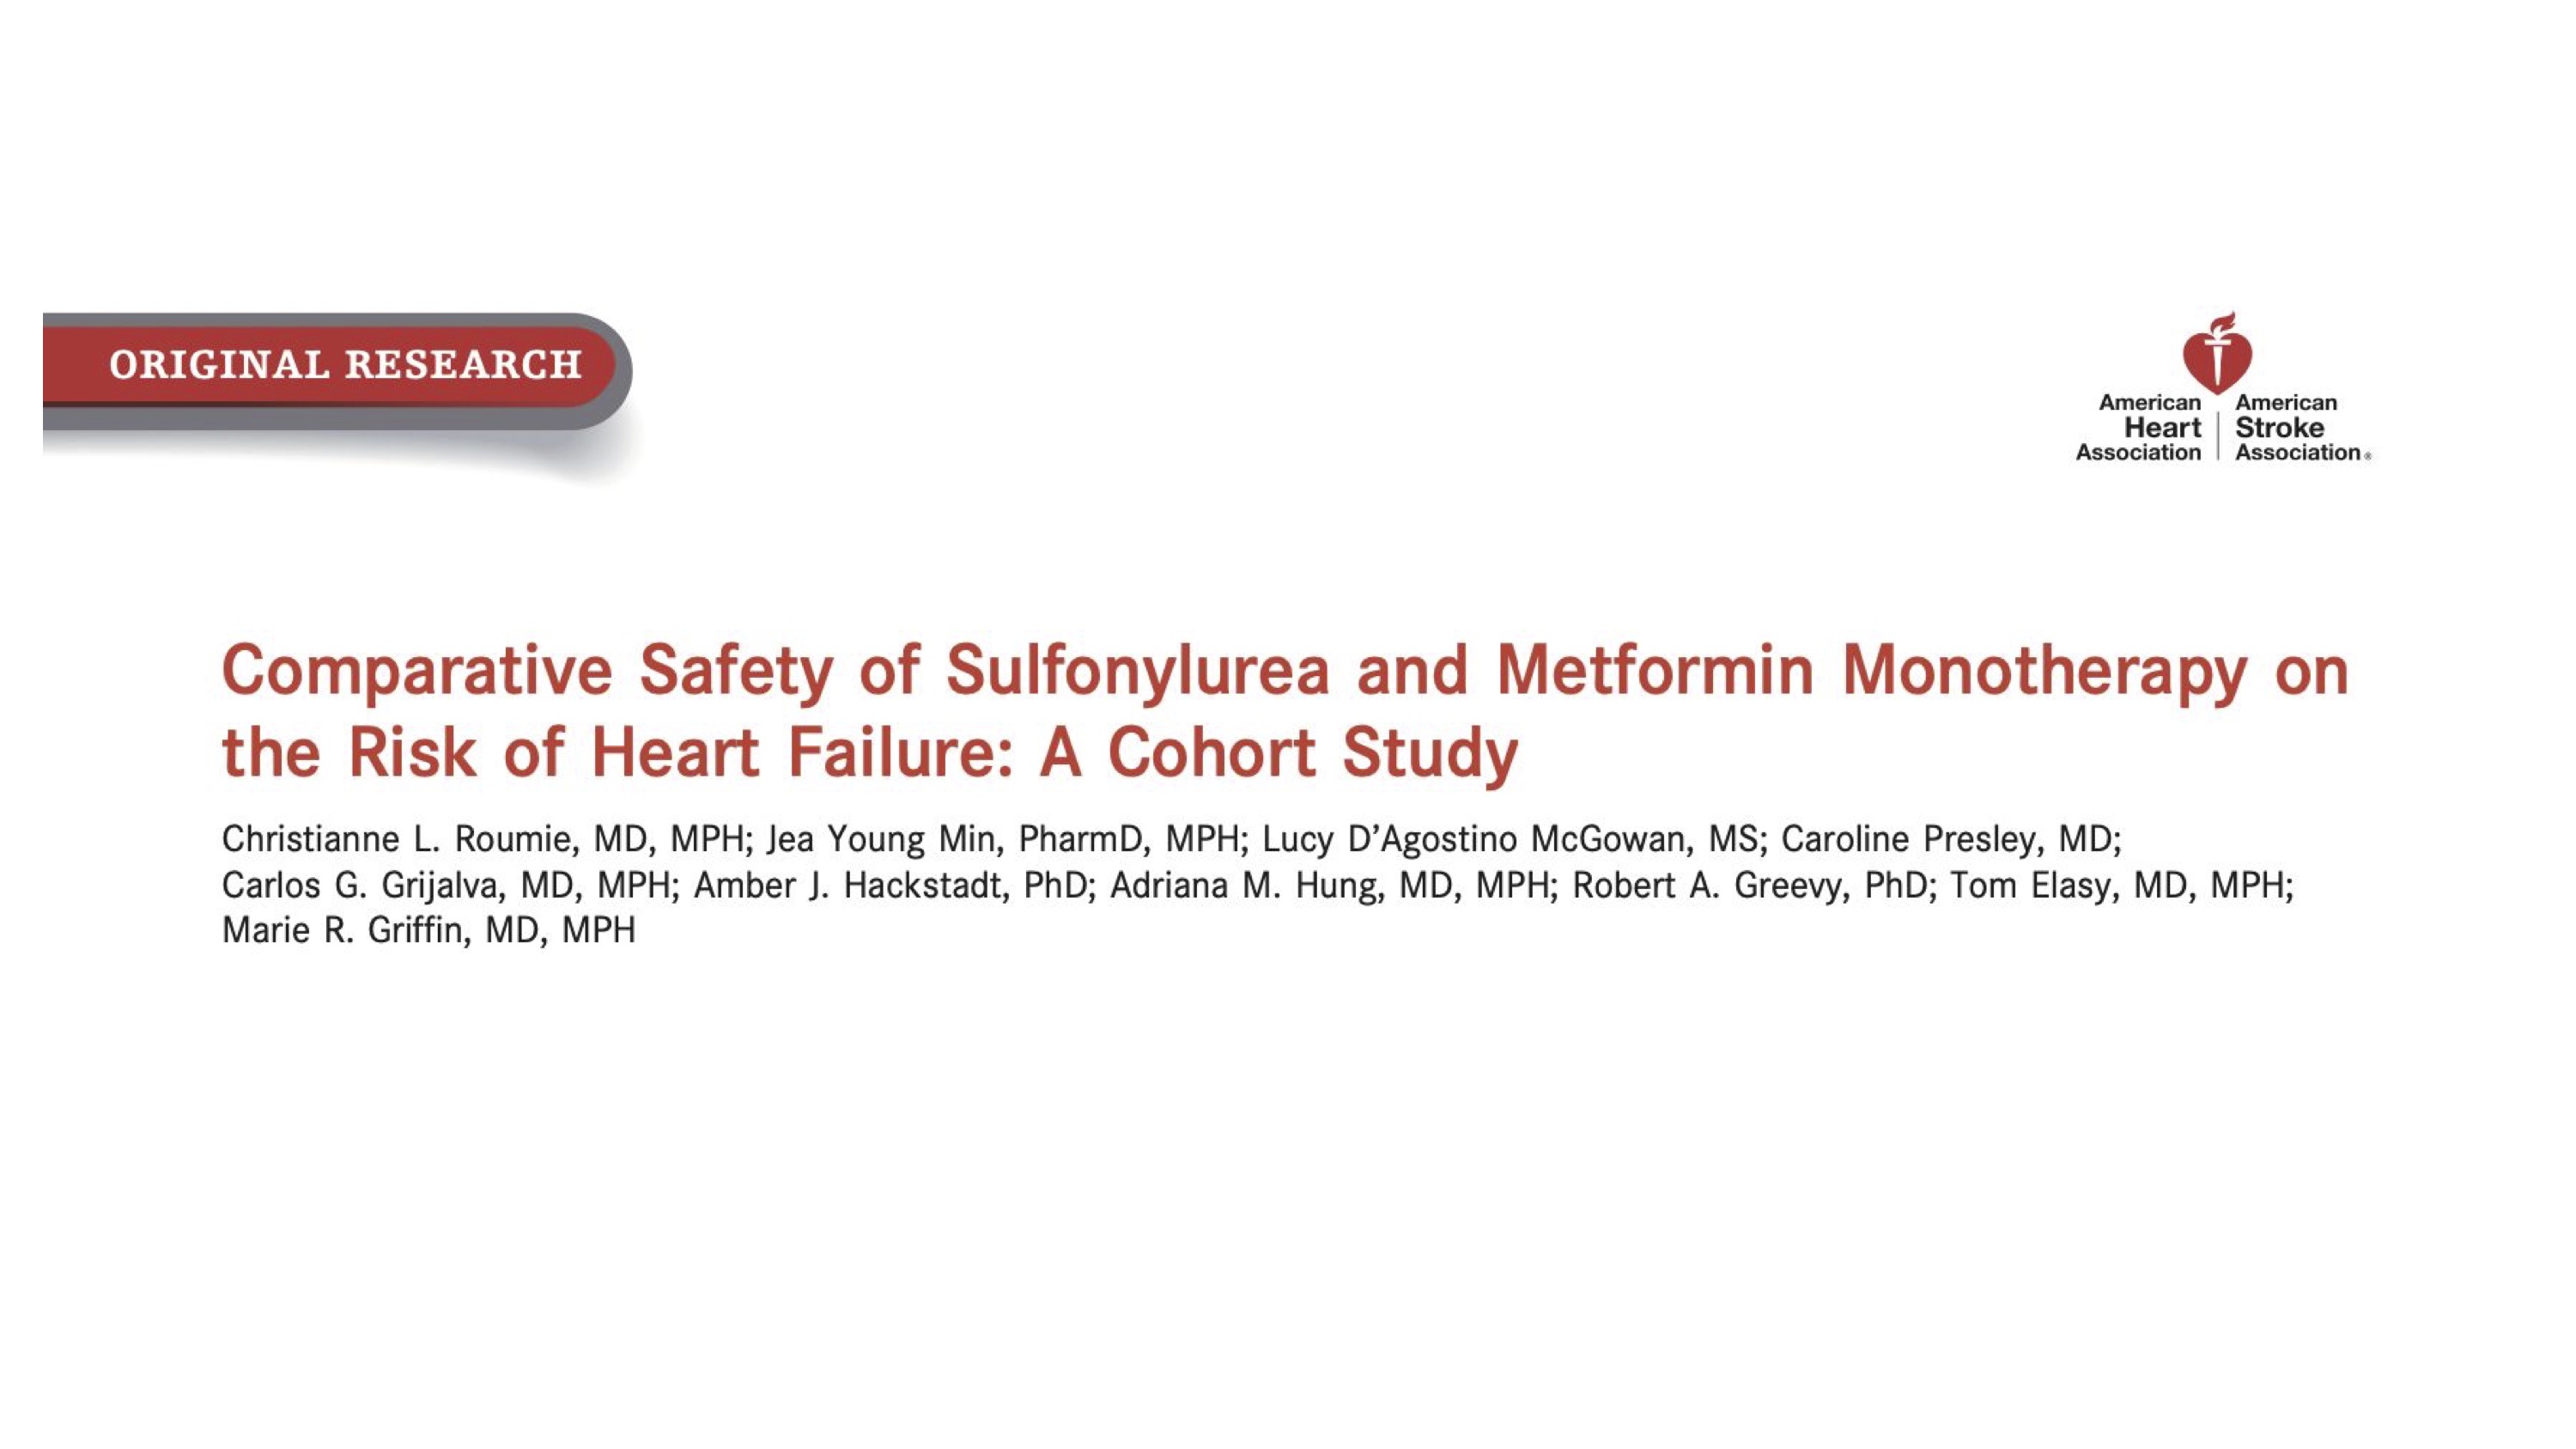 ORIGINAL RESEARCH
American Heart Association
American Stroke Association®
Comparative Safety of Sulfonylurea and Metformin Monotherapy on
the Risk of Heart Failure: A Cohort Study
Christianne L. Roumie, MD, MPH; Jea Young Min, PharmD, MPH; Lucy D’Agostino McGowan, MS; Caroline Presley, MD;
Carlos G. Grijalva, MD, MPH; Amber J. Hackstadt, PhD; Adriana M. Hung, MD, MPH; Robert A. Greevy, PhD; Tom Elasy, MD, MPH;
Marie R. Griffin, MD, MPH